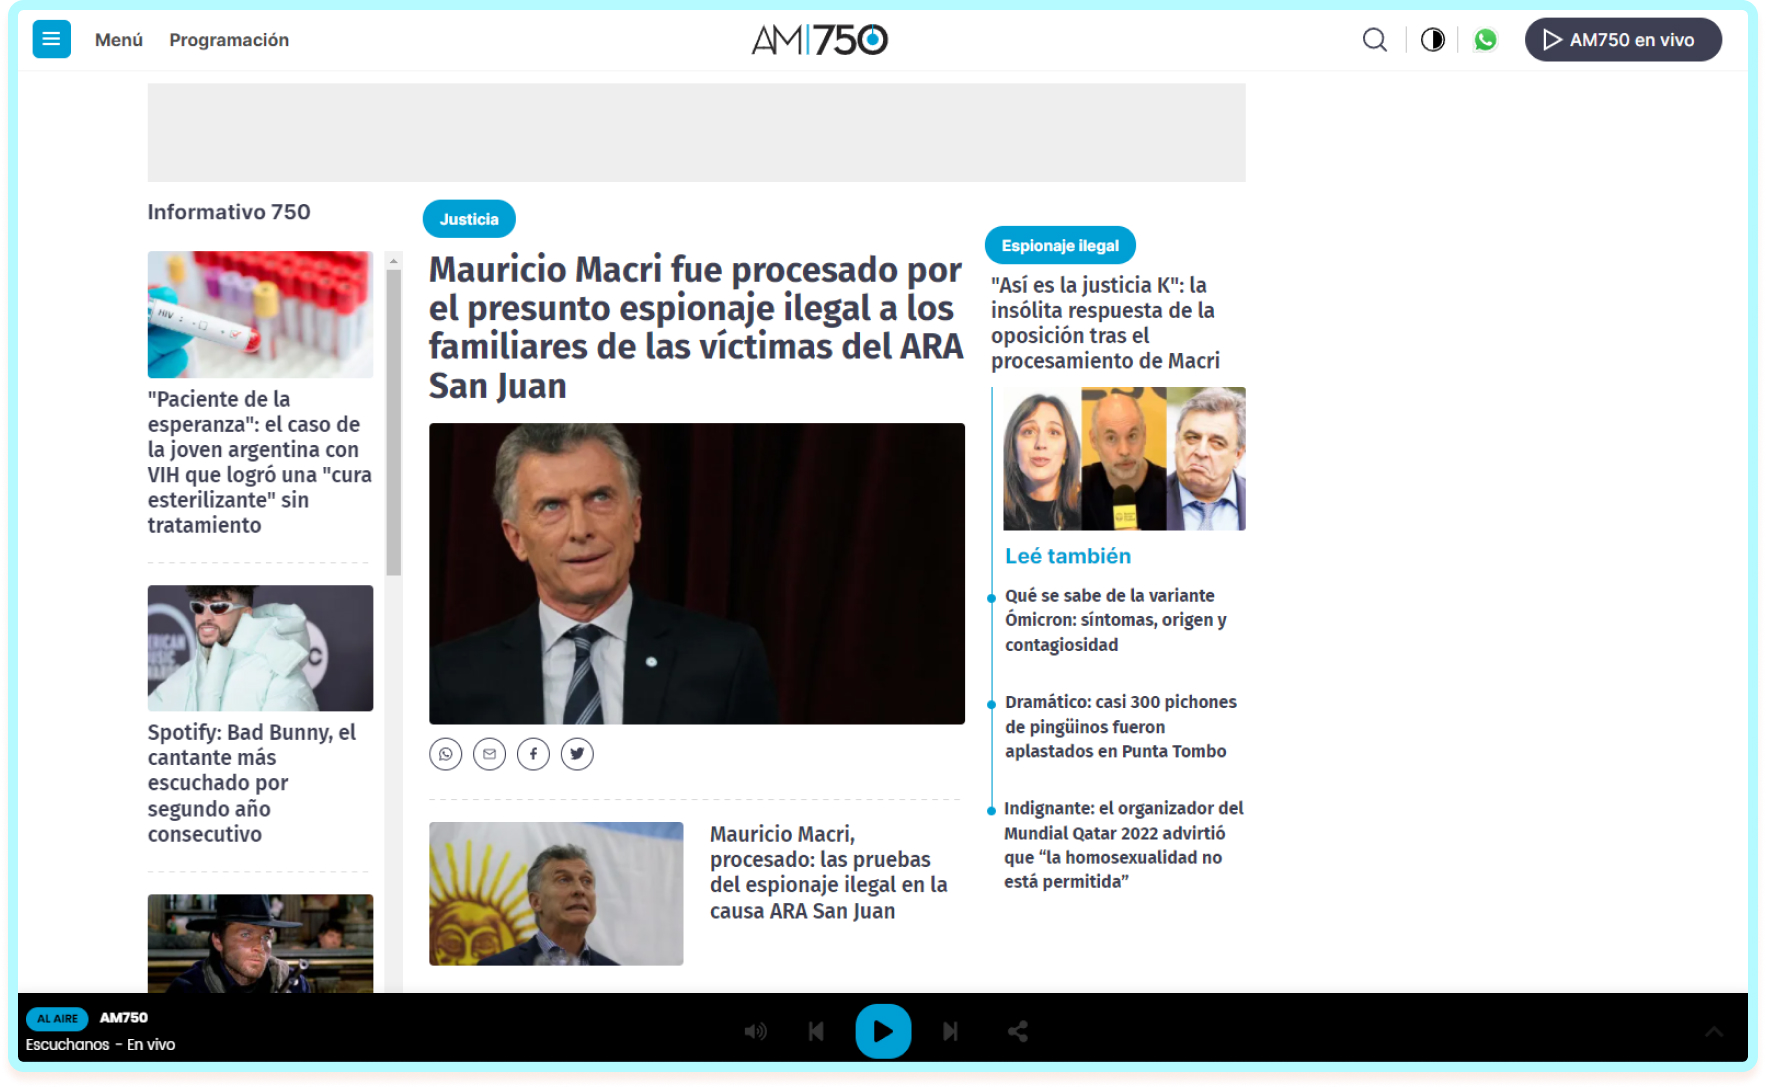 Menú
Programación
AM|750
AM750 en vivo
Informativo 750
HIV
"Paciente de la
esperanza": el caso de
la joven argentina con
VIH que logró una "cura
esterilizante" sin
tratamiento
Spotify: Bad Bunny, el
cantante más
escuchado por
segundo año
consecutivo
Justicia
Mauricio Macri fue procesado por
el presunto espionaje ilegal a los
familiares de las víctimas del ARA
San Juan
Mauricio Macri,
procesado: las pruebas
del espionaje ilegal en la
causa ARA San Juan
Espionaje ilegal
"Así es la justicia K": la
insólita respuesta de la
oposición tras el
procesamiento de Macri
Leé también
Qué se sabe de la variante
Ómicron: síntomas, origen y
contagiosidad
Dramático: casi 300 pichones
de pingüinos fueron
aplastados en Punta Tombo
Indignante: el organizador del
Mundial Qatar 2022 advirtió
que “la homosexualidad no
está permitida”
AL AIRE
AM750
Escuchanos - En vivo